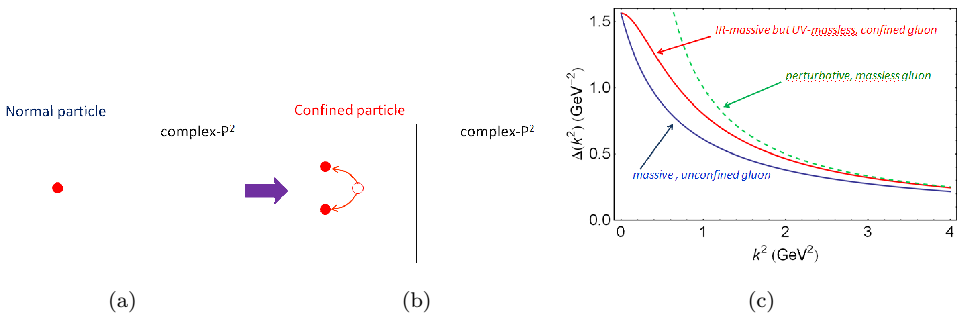 Normal particle
complex-P²
(a)
Confined particle
complex-P²
(b)
IR-massive but UV-massless, confined gluon
perturbative, massless gluon
massive , unconfined gluon
Δ(k²) (GeV⁻²)
1.5
1.0
0.5
0.0
0 1 2 3 4
k² (GeV²)
(c)